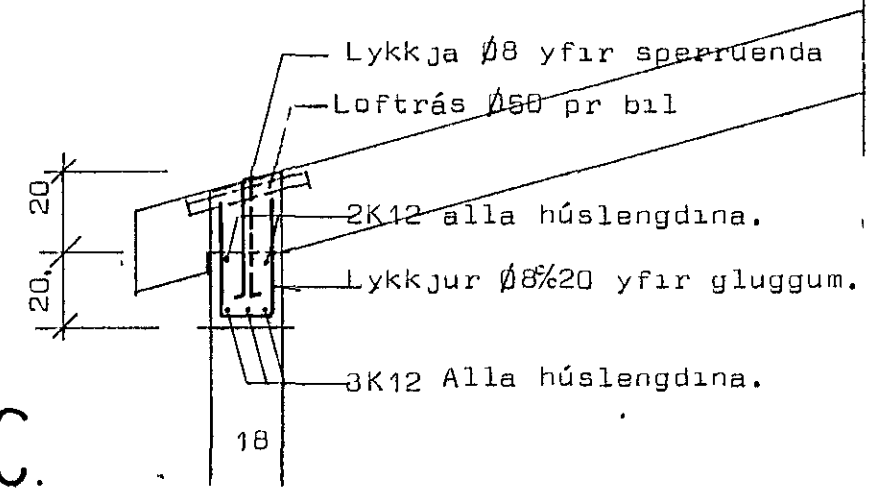 Lykkja Ø8 yfir sperruenda
Loftrás Ø50 pr bil
20
2K12 alla húslengdina.
20.
Lykkjur Ø8%20 yfir gluggum.
3K12 Alla húslengdina.
18
C.